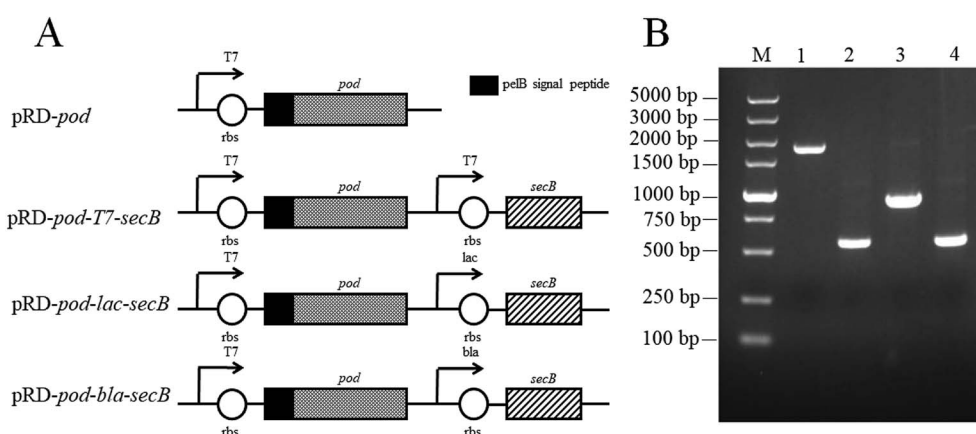 A
T7
pod
pelB signal peptide
pRD-pod
rbs
T7
pod
T7
secB
pRD-pod-T7-secB
rbs
rbs
T7
pod
lac
secB
pRD-pod-lac-secB
rbs
rbs
T7
pod
bla
secB
pRD-pod-bla-secB
rbs
rbs
B
M 1 2 3 4
5000 bp
3000 bp
2000 bp
1500 bp
1000 bp
750 bp
500 bp
250 bp
100 bp